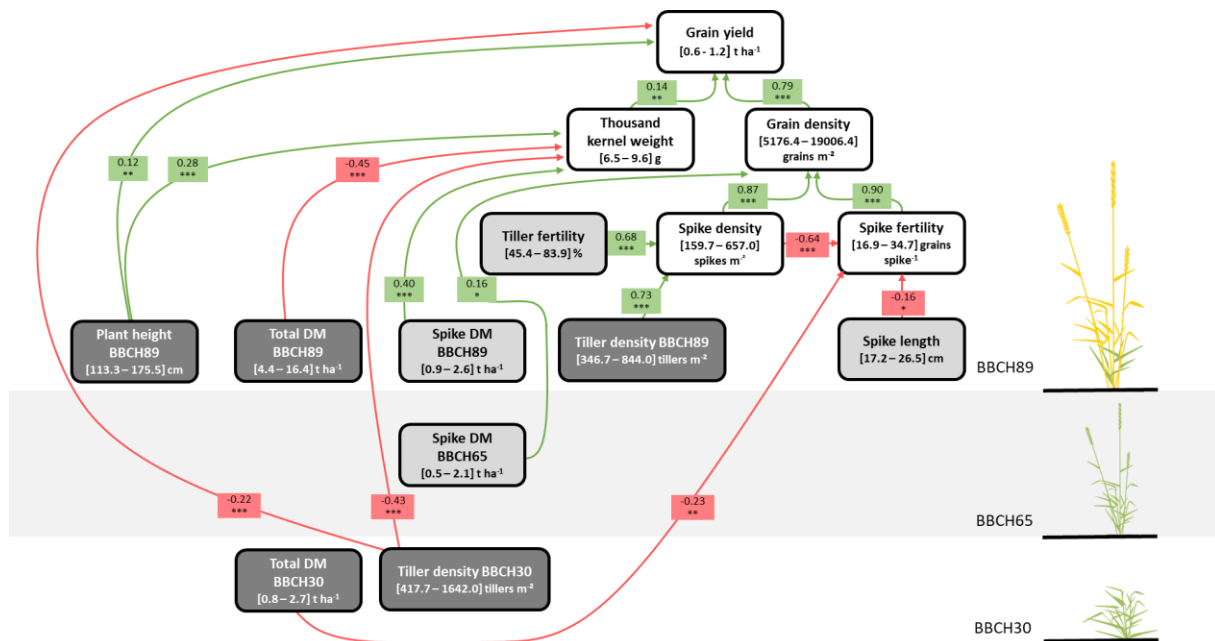 Grain yield
[0.6 - 1.2] t ha⁻¹
0.14
**
0.79
***
Thousand
kernel weight
[6.5 – 9.6] g
Grain density
[5176.4 – 19006.4]
grains m⁻²
0.12
**
0.28
***
-0.45
***
0.87
***
0.90
***
Tiller fertility
[45.4 – 83.9] %
0.68
***
Spike density
[159.7 – 657.0]
spikes m⁻²
-0.64
***
Spike fertility
[16.9 – 34.7] grains
spike⁻¹
0.40
***
0.16
*
0.73
***
-0.16
*
Plant height
BBCH89
[113.3 – 175.5] cm
Total DM
BBCH89
[4.4 – 16.4] t ha⁻¹
Spike DM
BBCH89
[0.9 – 2.6] t ha⁻¹
Tiller density BBCH89
[346.7 – 844.0] tillers m⁻²
Spike length
[17.2 – 26.5] cm
BBCH89
Spike DM
BBCH65
[0.5 – 2.1] t ha⁻¹
-0.22
***
-0.43
***
-0.23
**
BBCH65
Total DM
BBCH30
[0.8 – 2.7] t ha⁻¹
Tiller density BBCH30
[417.7 – 1642.0] tillers m⁻²
BBCH30